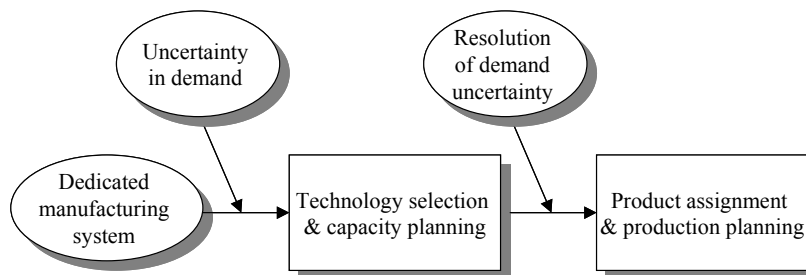 Uncertainty
in demand
Resolution
of demand
uncertainty
Dedicated
manufacturing
system
Technology selection
& capacity planning
Product assignment
& production planning